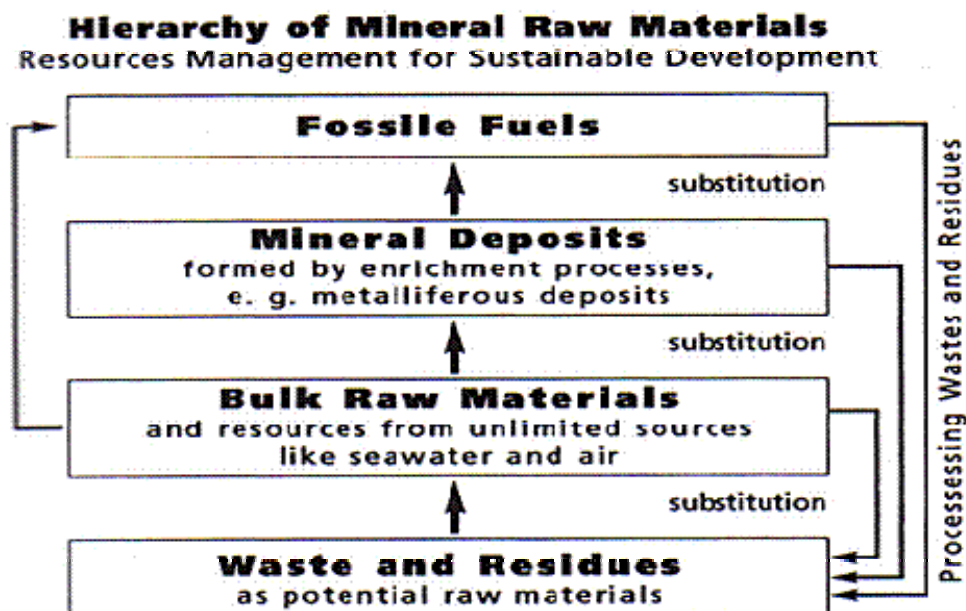 Hierarchy of Mineral Raw Materials
Resources Management for Sustainable Development
Fossile Fuels
substitution
Mineral Deposits
formed by enrichment processes,
e. g. metalliferous deposits
substitution
Bulk Raw Materials
and resources from unlimited sources
like seawater and air
substitution
Waste and Residues
as potential raw materials
Processessing Wastes and Residues